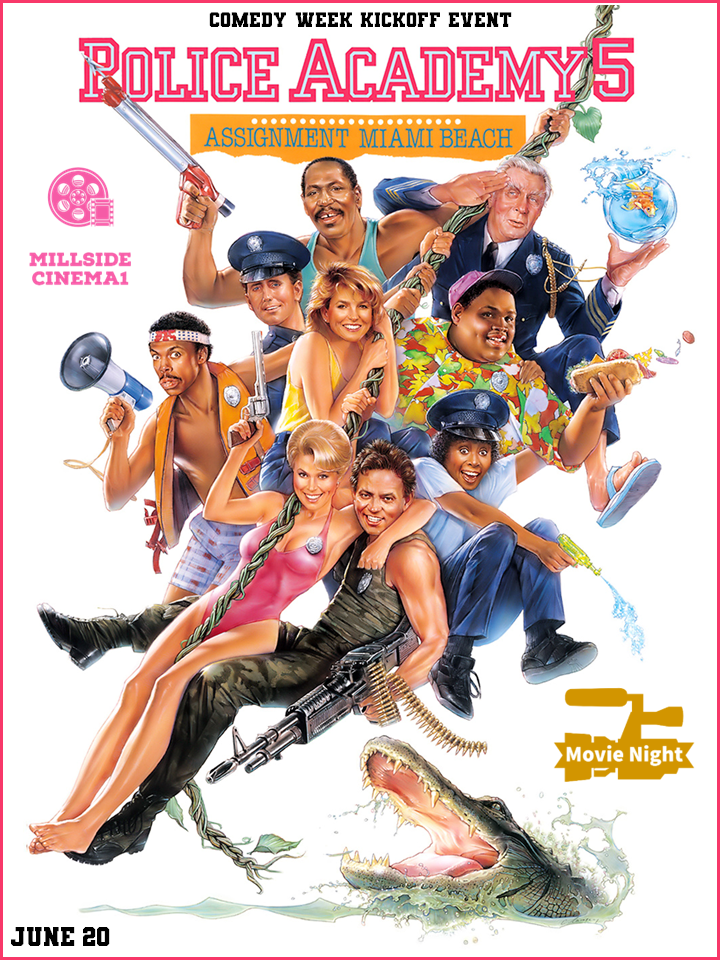 COMEDY WEEK KICKOFF EVENT
POLICE ACADEMY 5
ASSIGNMENT MIAMI BEACH
MILLSIDE
CINEMA1
Movie Night
JUNE 20